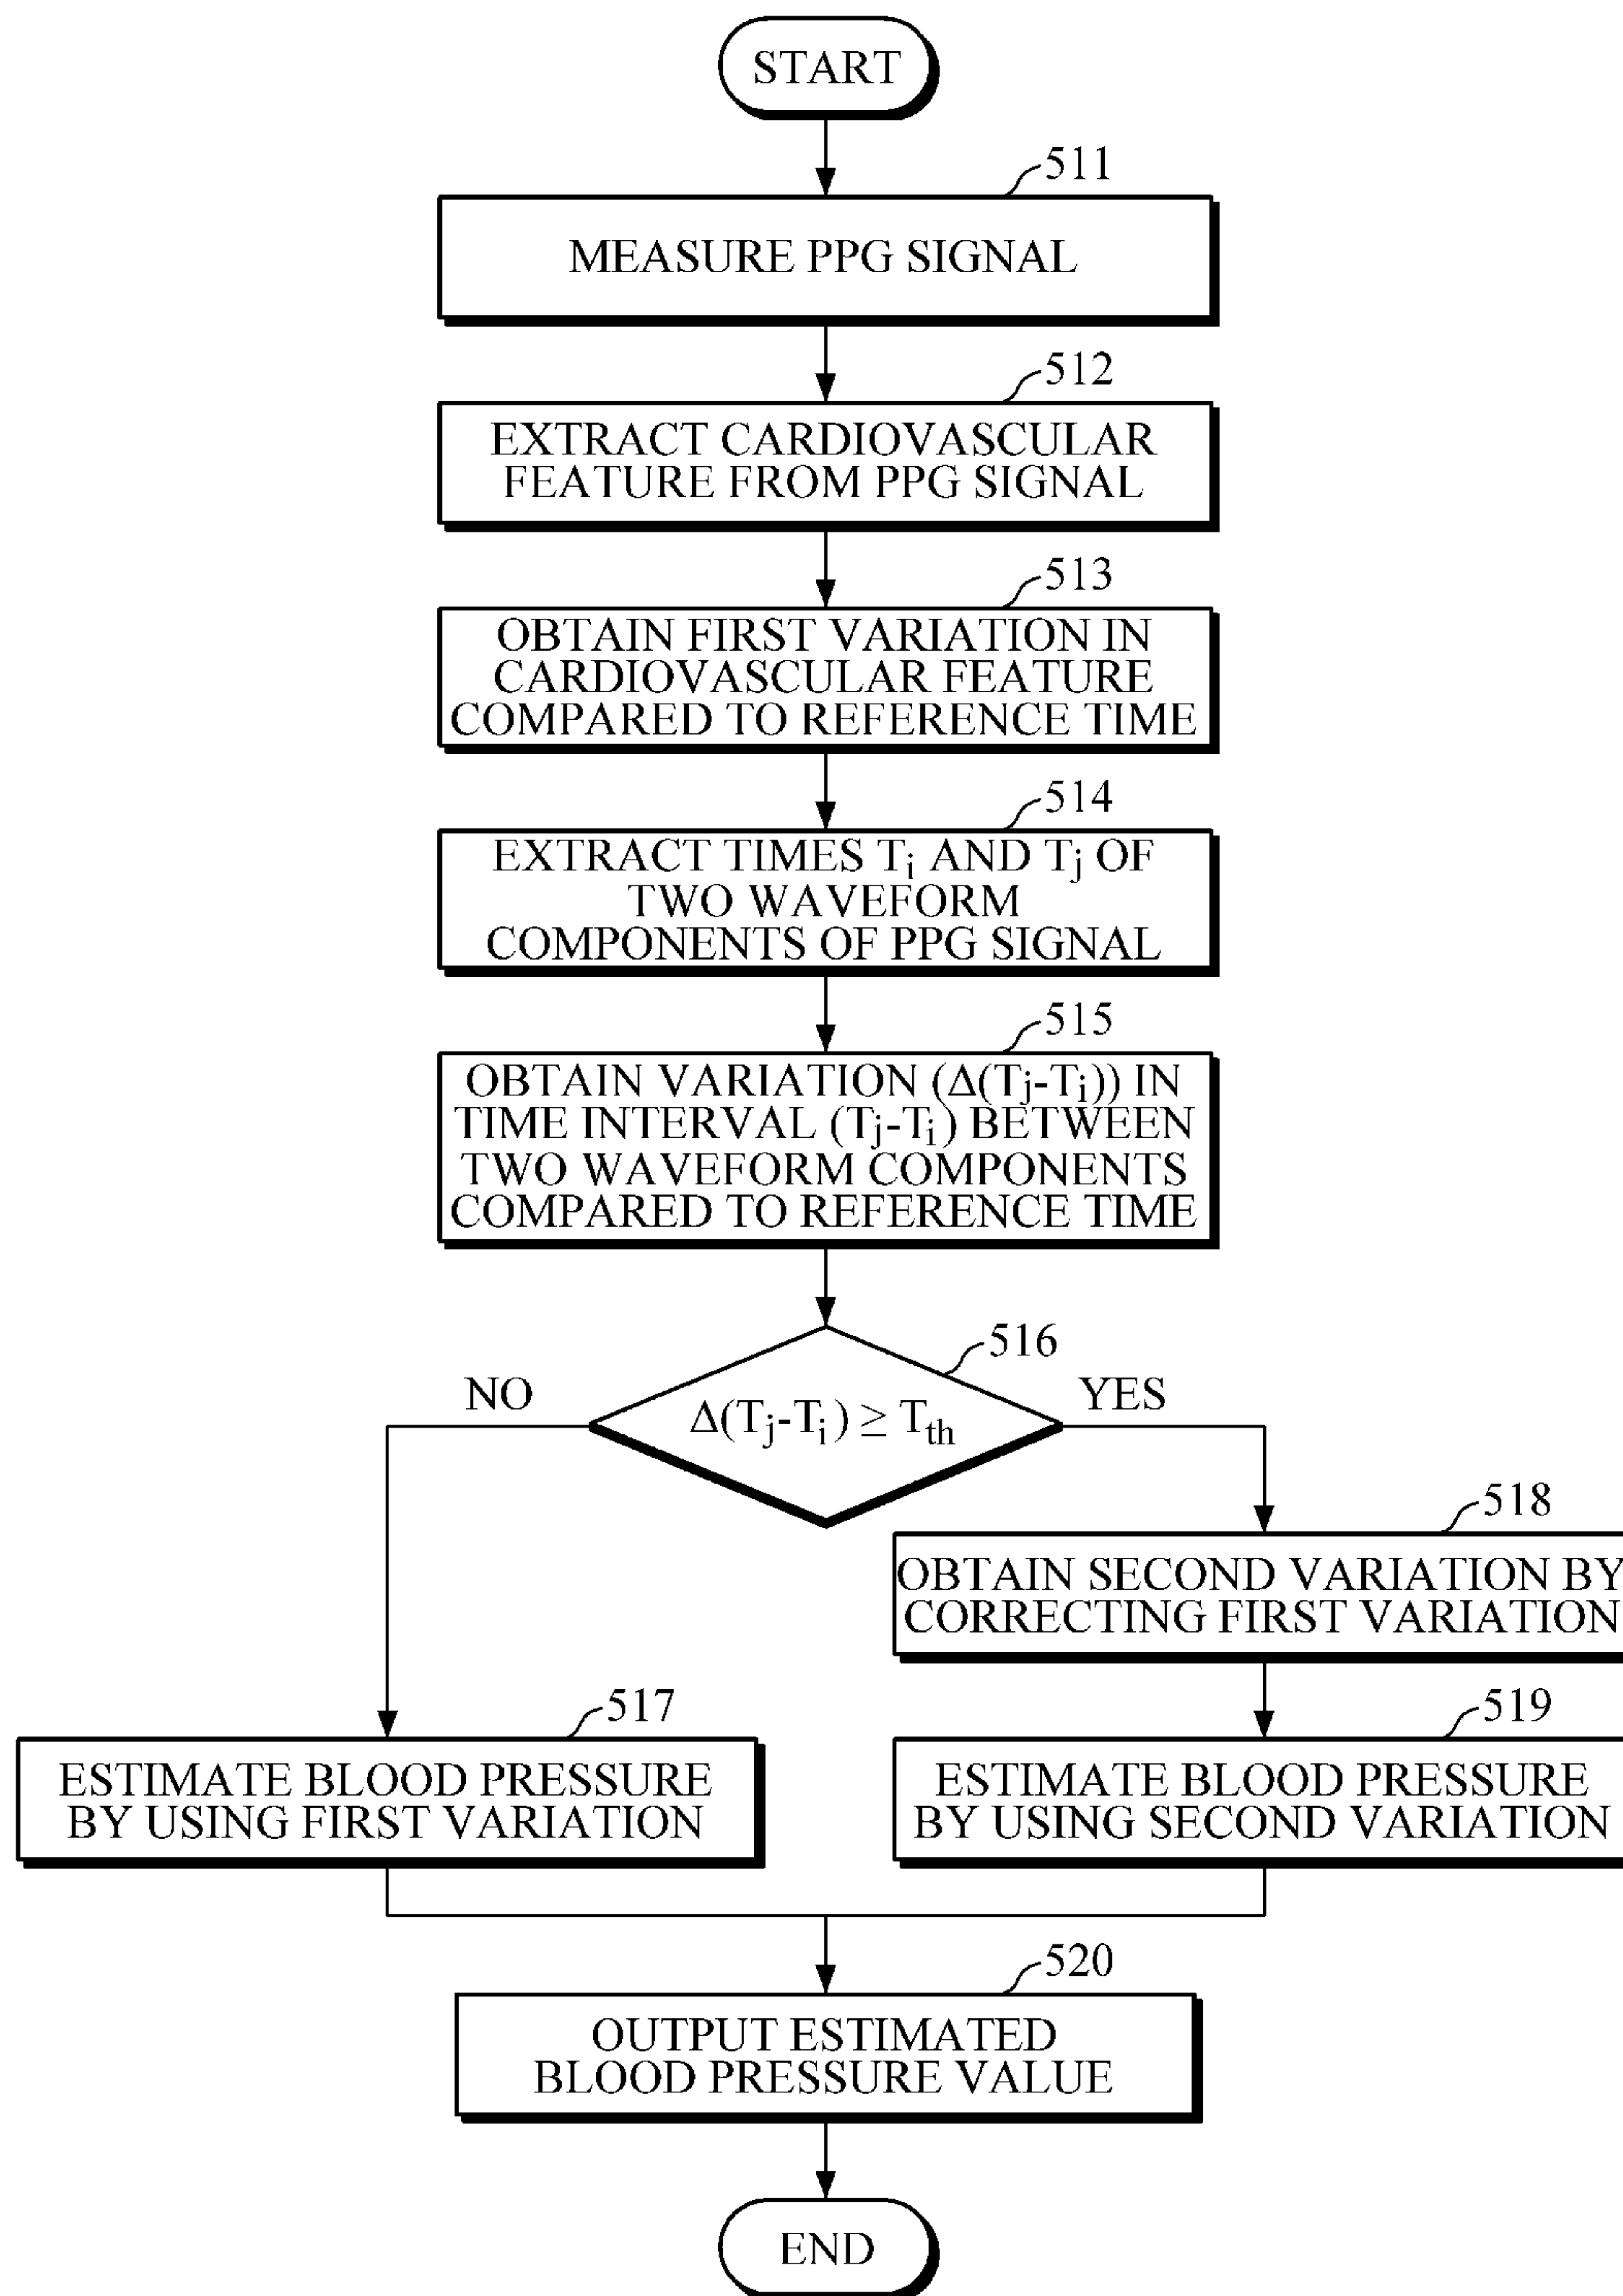 START
511
MEASURE PPG SIGNAL
512
EXTRACT CARDIOVASCULAR
FEATURE FROM PPG SIGNAL
513
OBTAIN FIRST VARIATION IN
CARDIOVASCULAR FEATURE
COMPARED TO REFERENCE TIME
514
EXTRACT TIMES Ti AND Tj OF
TWO WAVEFORM
COMPONENTS OF PPG SIGNAL
515
OBTAIN VARIATION (Δ(Tj-Ti)) IN
TIME INTERVAL (Tj-Ti) BETWEEN
TWO WAVEFORM COMPONENTS
COMPARED TO REFERENCE TIME
516
NO
Δ(Tj-Ti) ≥ Tth
YES
518
OBTAIN SECOND VARIATION BY
CORRECTING FIRST VARIATION
517
ESTIMATE BLOOD PRESSURE
BY USING FIRST VARIATION
519
ESTIMATE BLOOD PRESSURE
BY USING SECOND VARIATION
520
OUTPUT ESTIMATED
BLOOD PRESSURE VALUE
END